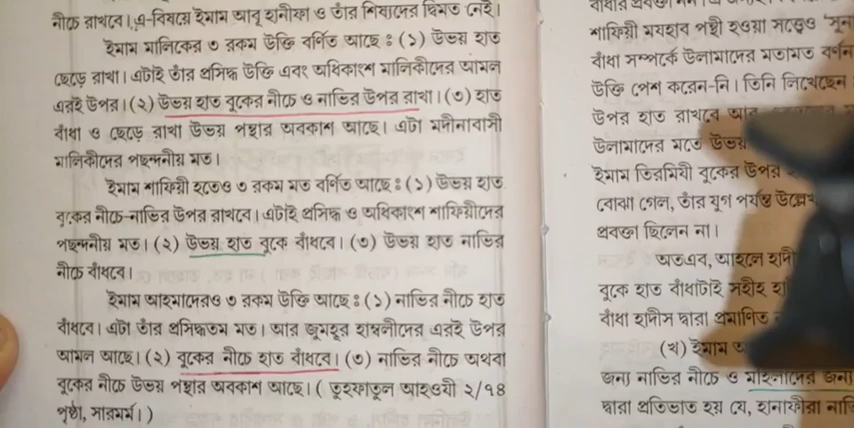 নীচে রাখবে। এ-বিষয়ে ইমাম আবূ হানীফা ও তাঁর শিষ্যদের দ্বিমত নেই।
ইমাম মালিকের ৩ রকম উক্তি বর্ণিত আছে ঃ (১) উভয় হাত
ছেড়ে রাখা। এটাই তাঁর প্রসিদ্ধ উক্তি এবং অধিকাংশ মালিকীদের আমল
এরই উপর। (২) উভয় হাত বুকের নীচে ও নাভির উপর রাখা। (৩) হাত
বাঁধা ও ছেড়ে রাখা উভয় পন্থার অবকাশ আছে। এটা মদীনাবাসী
মালিকীদের পছন্দনীয় মত।
ইমাম শাফিয়ী হতেও ৩ রকম মত বর্ণিত আছে ঃ (১) উভয় হাত
বুকের নীচে-নাভির উপর রাখবে। এটাই প্রসিদ্ধ ও অধিকাংশ শাফিয়ীদের
পছন্দনীয় মত। (২) উভয় হাত বুকে বাঁধবে। (৩) উভয় হাত নাভির
নীচে বাঁধবে।
ইমাম আহমাদেরও ৩ রকম উক্তি আছে ঃ (১) নাভির নীচে হাত
বাঁধবে। এটা তাঁর প্রসিদ্ধতম মত। আর জুমহূর হাম্বলীদের এরই উপর
আমল আছে। (২) বুকের নীচে হাত বাঁধবে। (৩) নাভির নীচে অথবা
বুকের নীচে উভয় পন্থার অবকাশ আছে। ( তুহফাতুল আহওযী ২/৭৪
পৃষ্ঠা, সারমর্ম। )
শাফিয়ী মযহাব পন্থী হওয়া সত্ত্বেও
বাঁধা সম্পর্কে উলামাদের মতামত
উক্তি পেশ করেন-নি। তিনি লিখেছেন
উপর হাত রাখবে
উলামাদের মতে উভয়
ইমাম তিরমিযী বুকের উপর
বোঝা গেল, তাঁর যুগ পর্যন্ত
প্রবক্তা ছিলেন না।
অতএব, আহলে
বুকে হাত বাঁধাটাই সহীহ
বাঁধা হাদীস দ্বারা প্রমাণিত
(খ) ইমাম
জন্য নাভির নীচে ও মহিলাদের জন্য
দ্বারা প্রতিভাত হয় যে, হানাফীরা